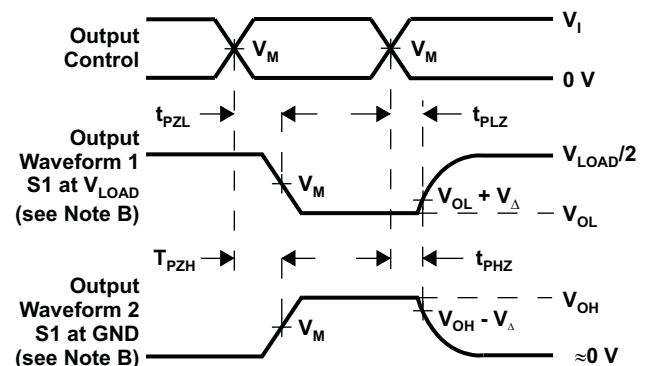 Output
Control
V_M
V_M
V_I
0 V
t_PZL
t_PLZ
Output
Waveform 1
S1 at V_LOAD
(see Note B)
V_M
V_OL + V_Δ
V_LOAD/2
V_OL
T_PZH
t_PHZ
Output
Waveform 2
S1 at GND
(see Note B)
V_M
V_OH - V_Δ
V_OH
≈0 V